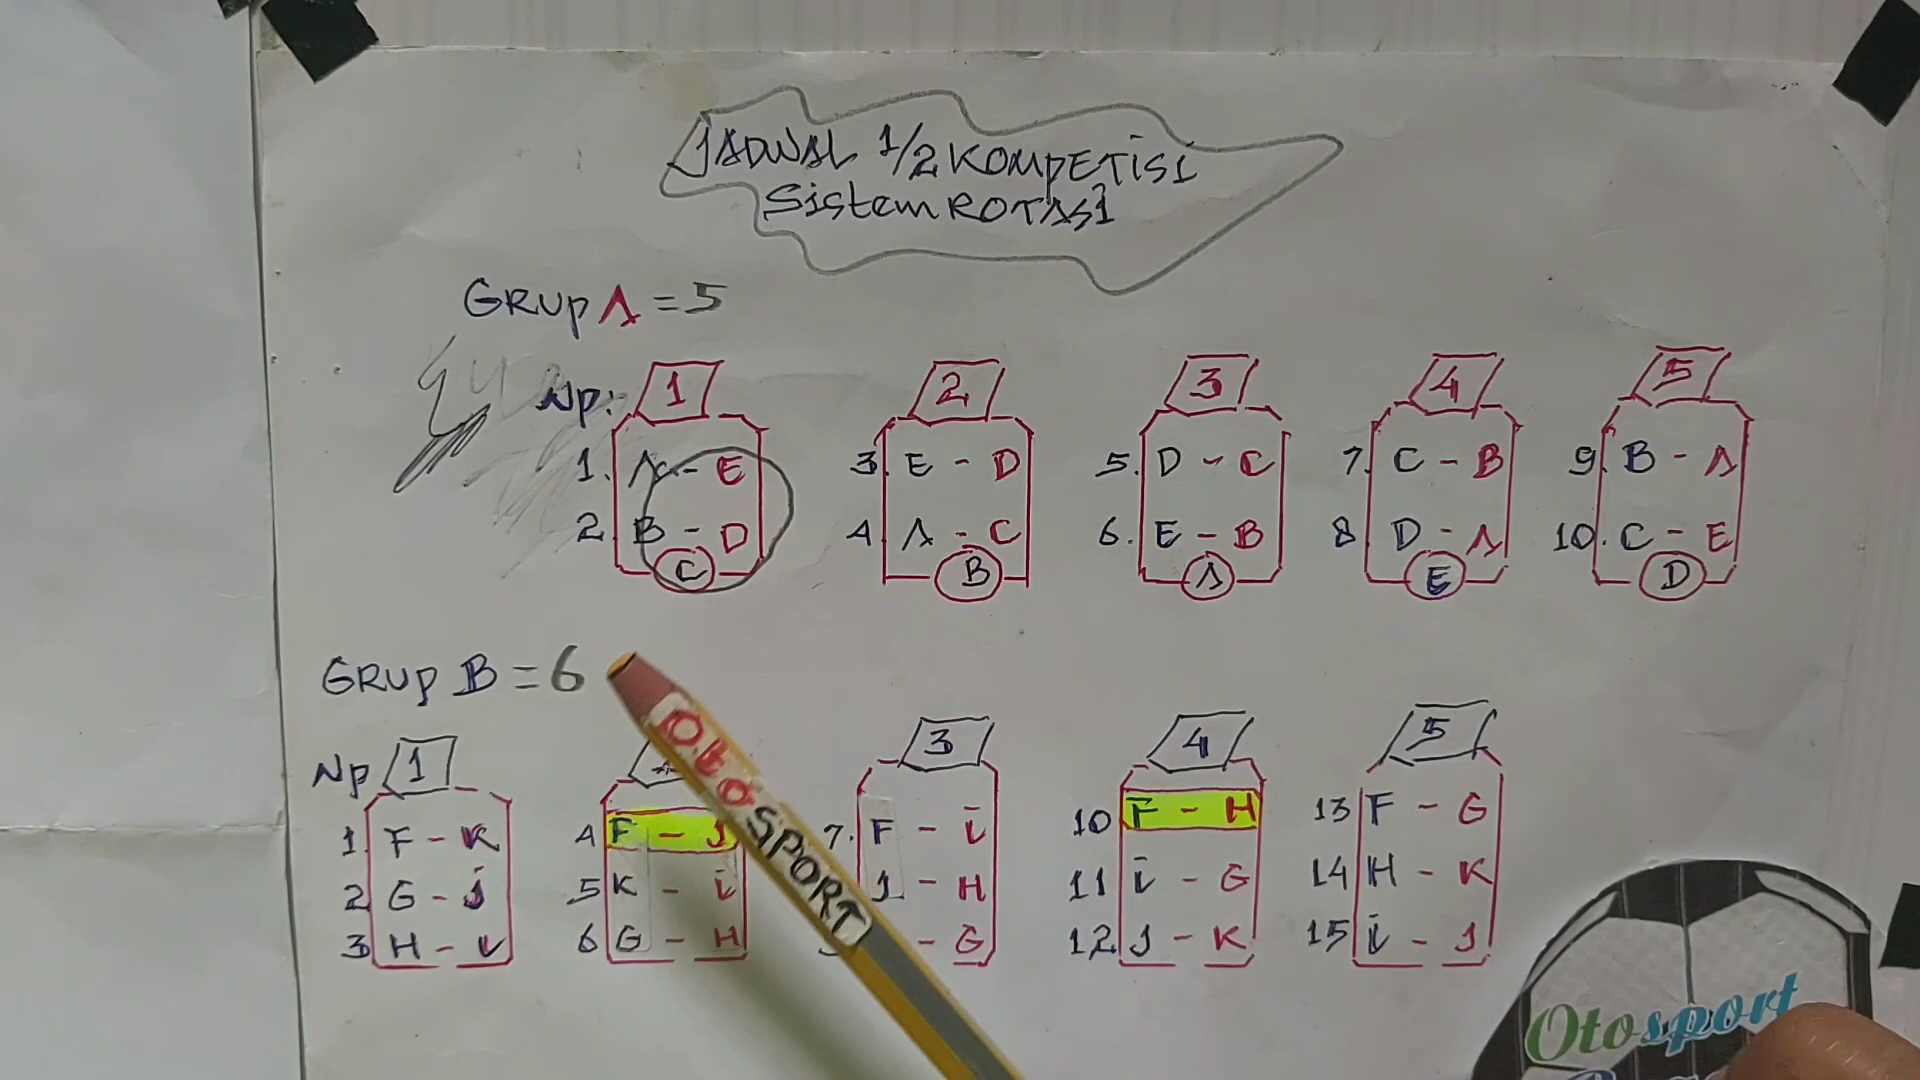 JADWAL 1/2 KOMPETISI
Sistem ROTASI
GRUP A = 5
Np: 1 2 3 4 5
1. A - E 3. E - D 5. D - C 7. C - B 9. B - A
2. B - D 4. A - C 6. E - B 8 D - A 10. C - E
C B A E D
GRUP B = 6
Np 1 3 4 5
1. F - K 4 F - J 7. F - i 10 F - H 13 F - G
2 G - J 5 K - i J - H 11 i - G 14 H - K
3 H - i 6 G - H - G 12 J - K 15 i - J
OtoSPORT
Otosport